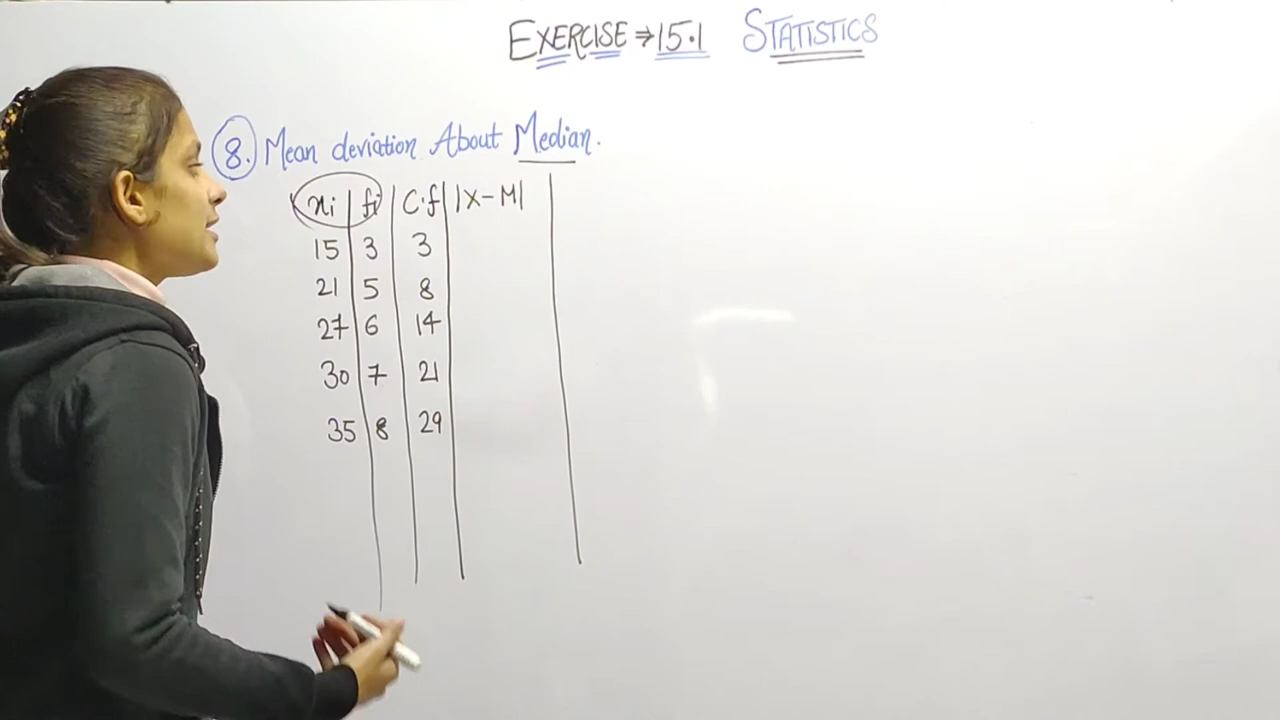 EXERCISE ⇒ 15.1 STATISTICS
8. Mean deviation About Median.
xi fi C.f |X-M|
15 3 3
21 5 8
27 6 14
30 7 21
35 8 29